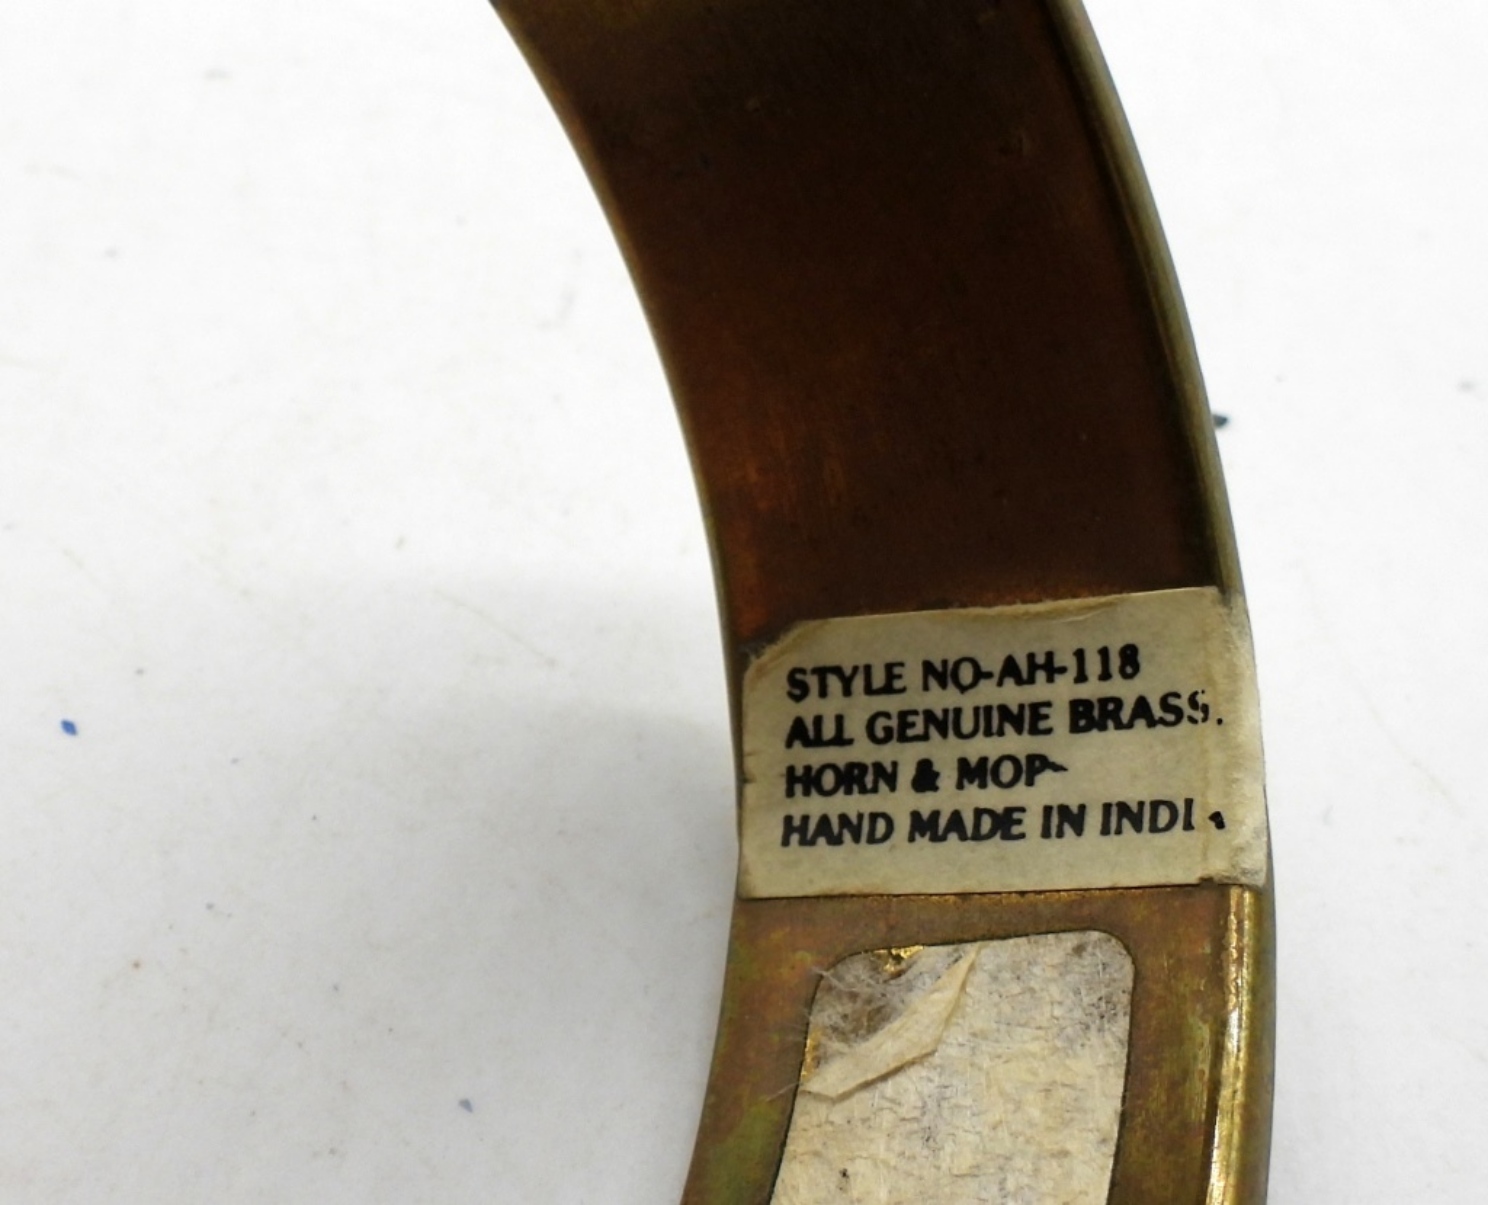 STYLE NO-AH-118
ALL GENUINE BRASS.
HORN & MOP-
HAND MADE IN INDI